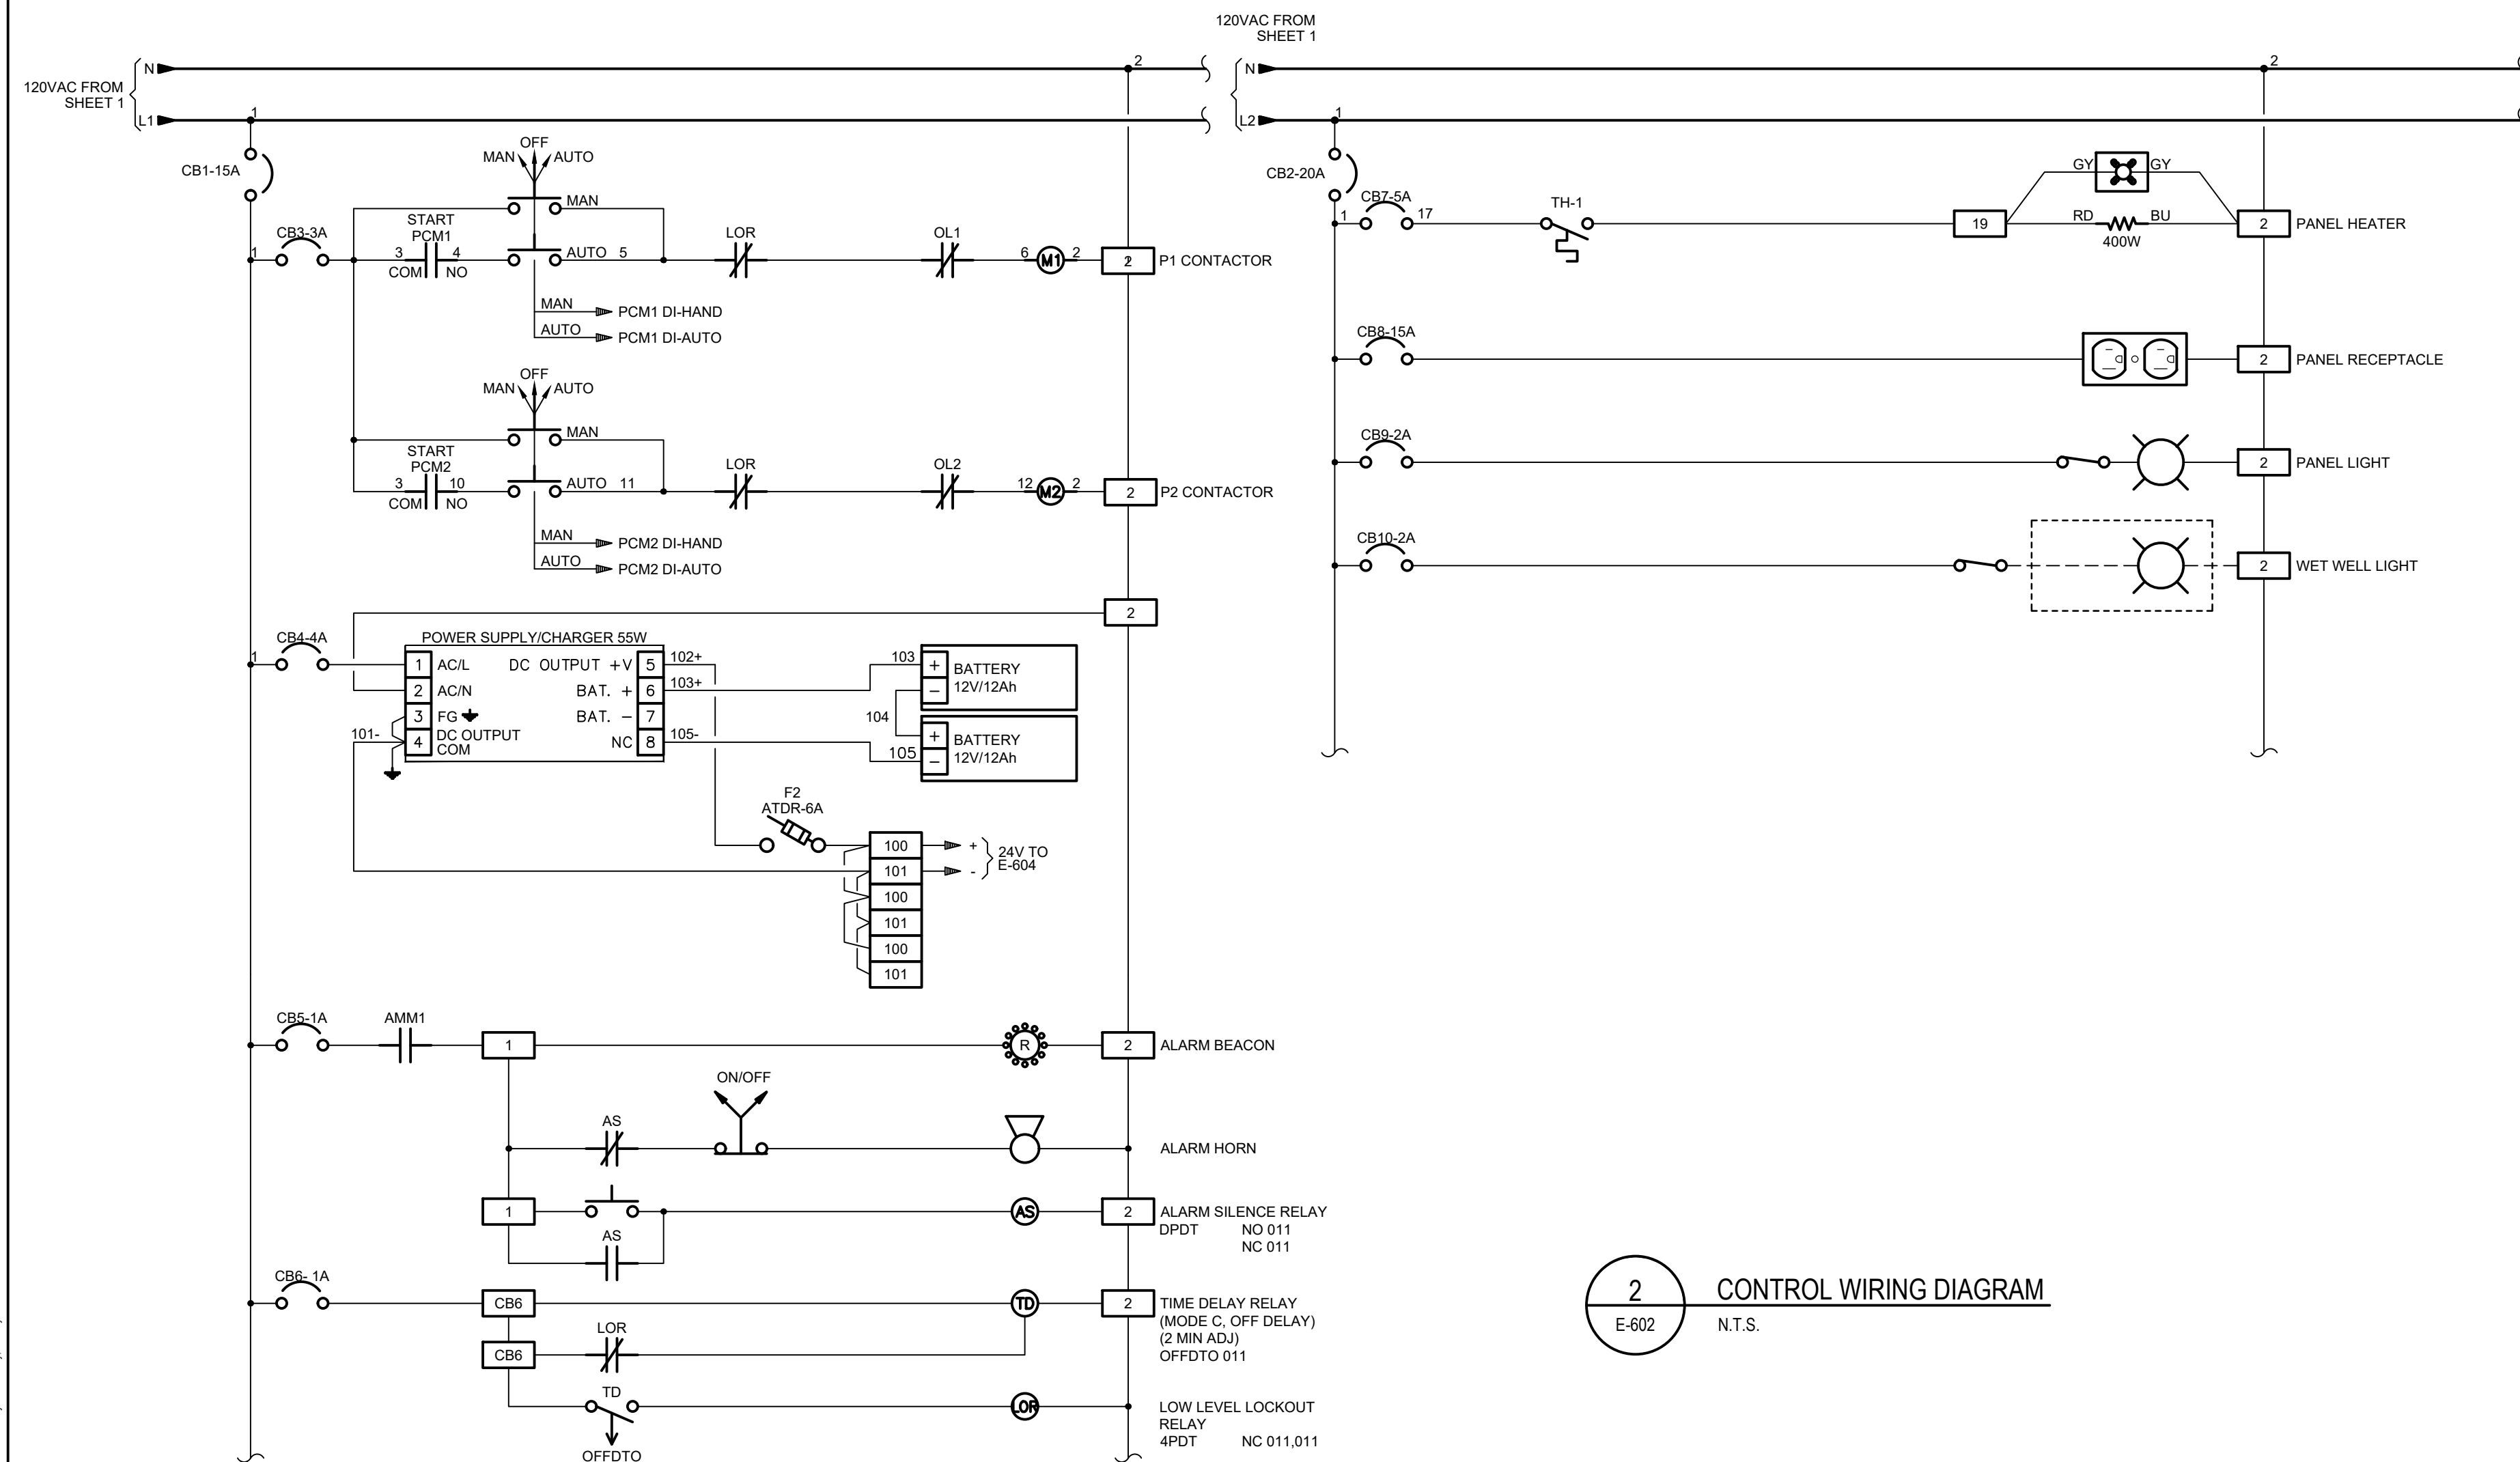 120VAC FROM
SHEET 1
N
2
120VAC FROM
SHEET 1
L1
1
CB1-15A
OFF
MAN AUTO
MAN
START
PCM1
CB3-3A
1
3 4
COM NO
AUTO 5
LOR
OL1
6 M1 2
2
P1 CONTACTOR
MAN
PCM1 DI-HAND
AUTO
PCM1 DI-AUTO
OFF
MAN AUTO
MAN
START
PCM2
3 10
COM NO
AUTO 11
LOR
OL2
12 M2 2
2
P2 CONTACTOR
MAN
PCM2 DI-HAND
AUTO
PCM2 DI-AUTO
2
CB4-4A
1
POWER SUPPLY/CHARGER 55W
1 AC/L DC OUTPUT +V 5 102+
2 AC/N BAT. + 6 103+
3 FG BAT. - 7
101- 4 DC OUTPUT
COM
NC 8 105-
103 + BATTERY
- 12V/12Ah
104
+ BATTERY
105 - 12V/12Ah
F2
ATDR-6A
100 +
101 -
24V TO
E-604
100
101
100
101
CB5-1A
AMM1
1
R
2
ALARM BEACON
ON/OFF
AS
ALARM HORN
1
AS
2
ALARM SILENCE RELAY
DPDT NO 011
NC 011
AS
CB6- 1A
CB6
TD
2
TIME DELAY RELAY
(MODE C, OFF DELAY)
(2 MIN ADJ)
OFFDTO 011
CB6
LOR
TD
OFFDTO
LOR
LOW LEVEL LOCKOUT
RELAY
4PDT NC 011,011
N
2
L2
1
CB2-20A
CB7-5A
1 17
TH-1
19
GY GY
RD BU
400W
2
PANEL HEATER
CB8-15A
2
PANEL RECEPTACLE
CB9-2A
2
PANEL LIGHT
CB10-2A
2
WET WELL LIGHT
2
E-602
CONTROL WIRING DIAGRAM
N.T.S.